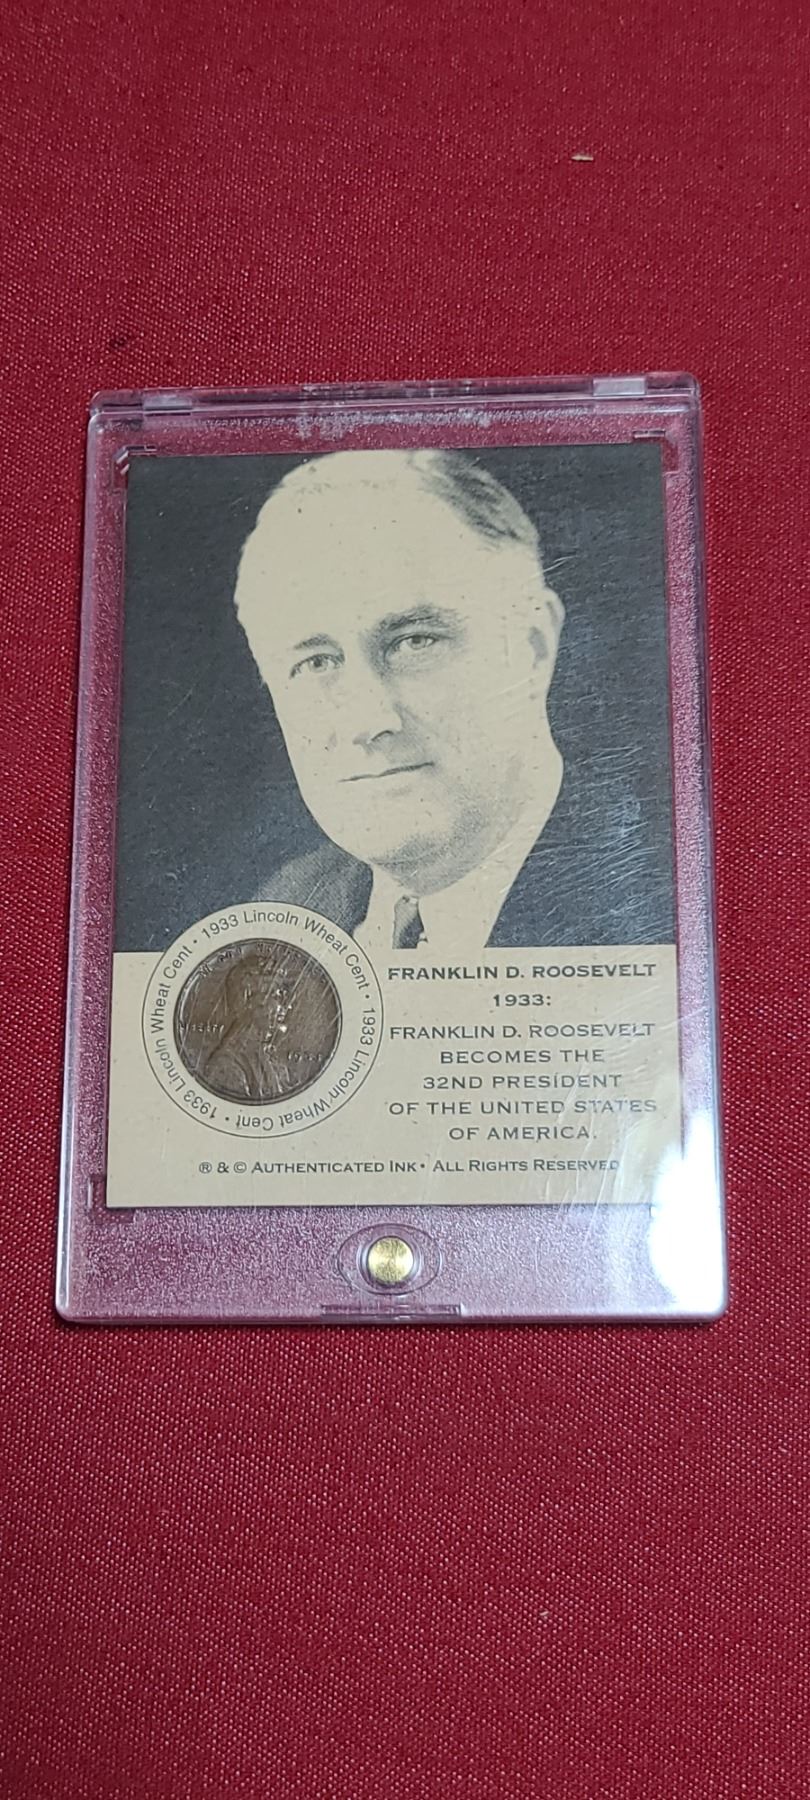 1933 Lincoln Wheat Cent • 1933 Lincoln Wheat Cent • 1933 Lincoln Wheat Cent •
FRANKLIN D. ROOSEVELT
1933:
FRANKLIN D. ROOSEVELT
BECOMES THE
32ND PRESIDENT
OF THE UNITED STATES
OF AMERICA.
® & © AUTHENTICATED INK • ALL RIGHTS RESERVED